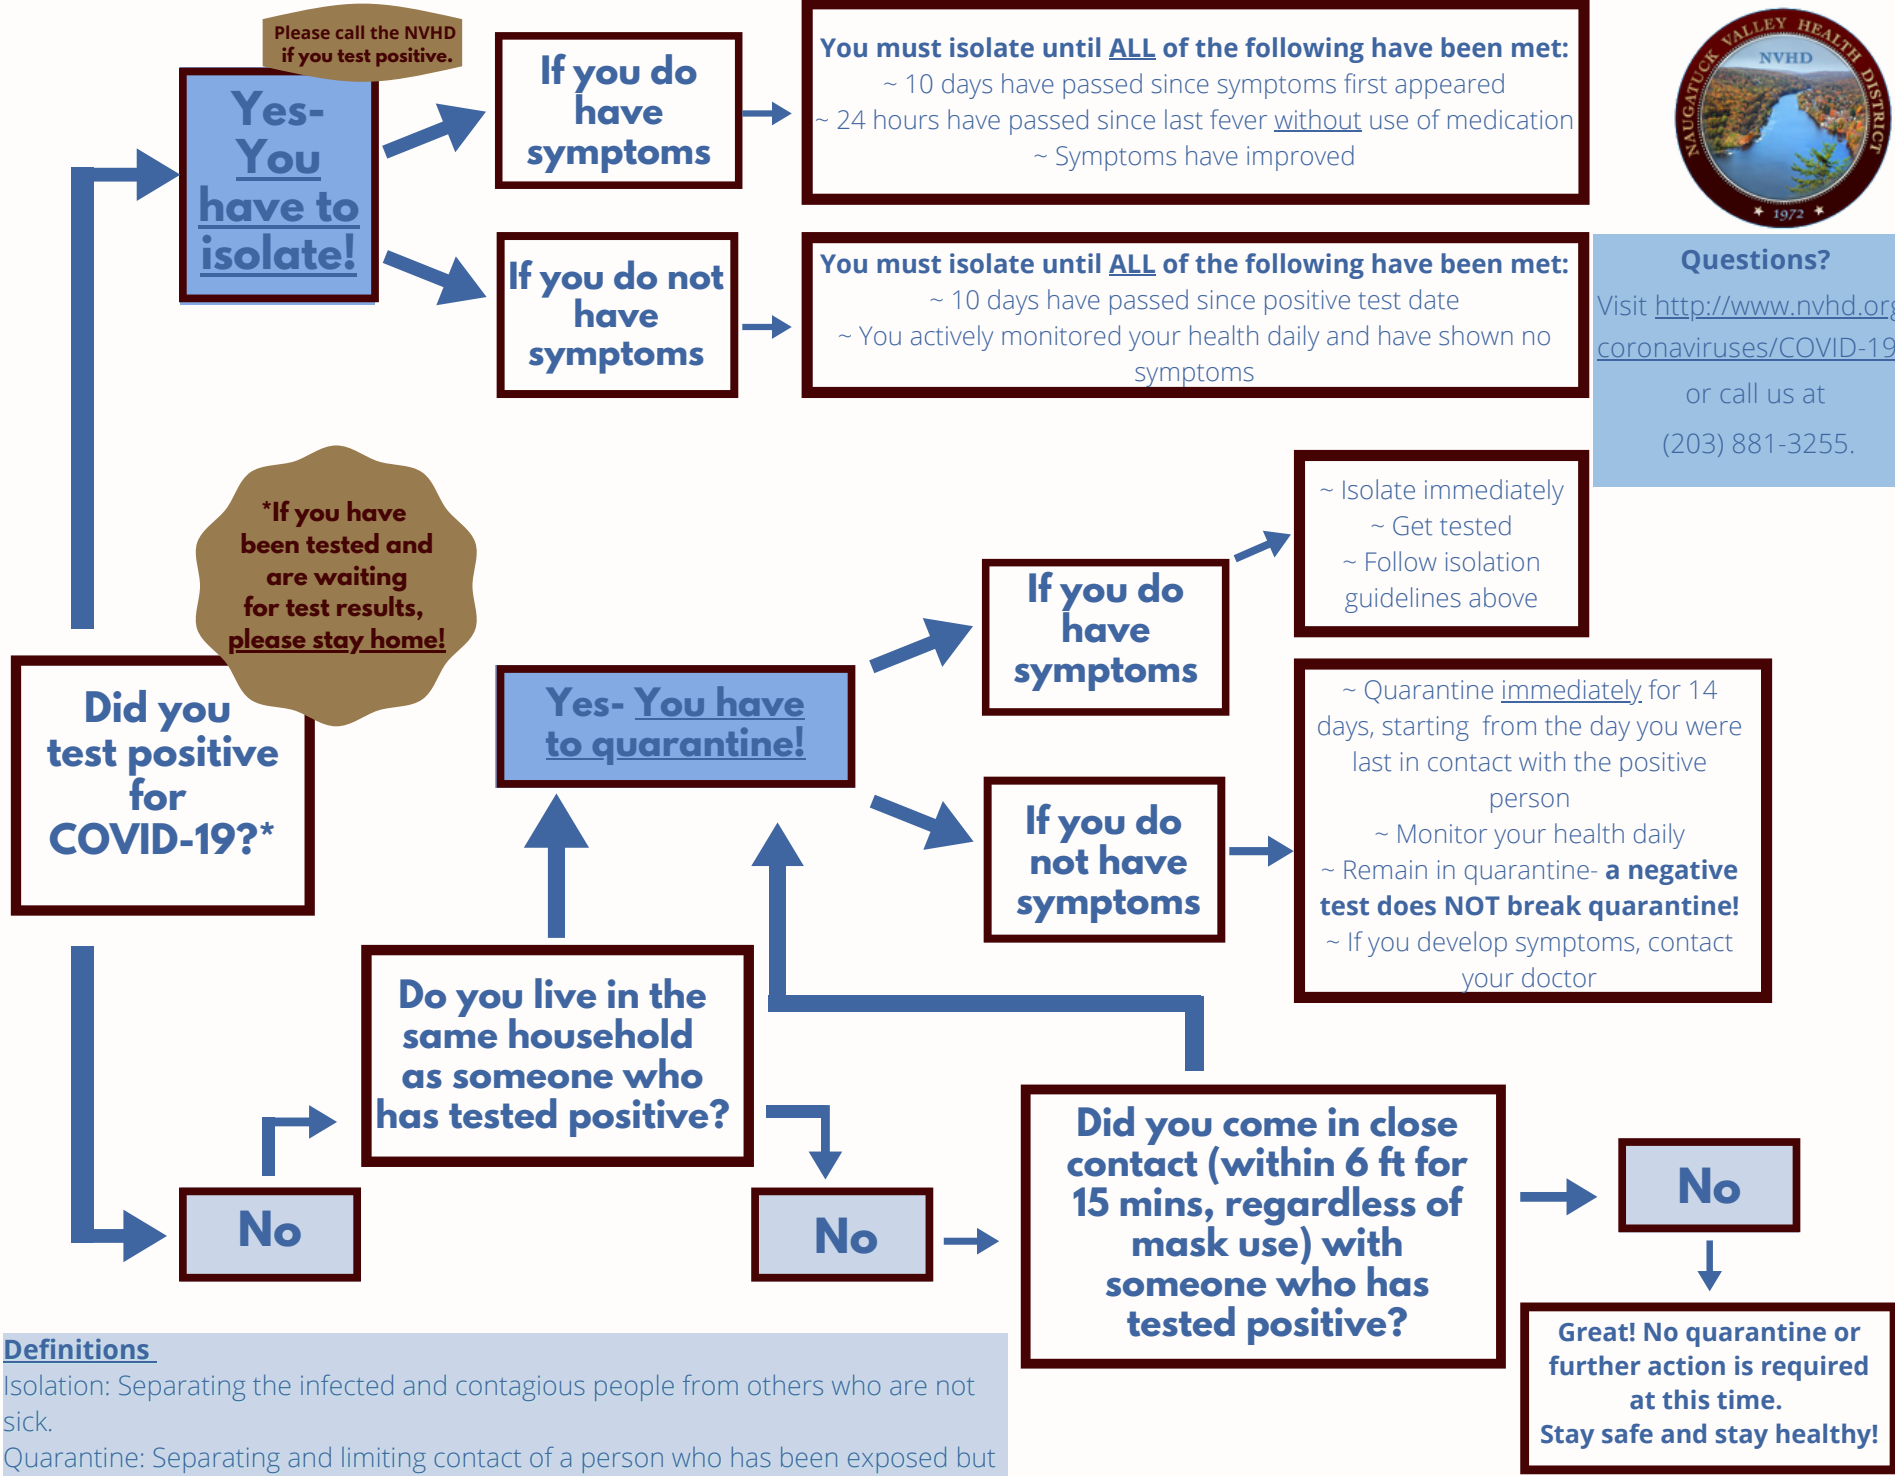 Please call the NVHD
if you test positive.
Yes-
You
have to
isolate!
If you do
have
symptoms
You must isolate until ALL of the following have been met:
~ 10 days have passed since symptoms first appeared
~ 24 hours have passed since last fever without use of medication
~ Symptoms have improved
NAUGATUCK VALLEY HEALTH DISTRICT
NVHD
1972
If you do not
have
symptoms
You must isolate until ALL of the following have been met:
~ 10 days have passed since positive test date
~ You actively monitored your health daily and have shown no
symptoms
Questions?
Visit http://www.nvhd.org
coronaviruses/COVID-19
or call us at
(203) 881-3255.
*If you have
been tested and
are waiting
for test results,
please stay home!
Did you
test positive
for
COVID-19?*
Yes- You have
to quarantine!
If you do
have
symptoms
~ Isolate immediately
~ Get tested
~ Follow isolation
guidelines above
If you do
not have
symptoms
~ Quarantine immediately for 14
days, starting from the day you were
last in contact with the positive
person
~ Monitor your health daily
~ Remain in quarantine- a negative
test does NOT break quarantine!
~ If you develop symptoms, contact
your doctor
Do you live in the
same household
as someone who
has tested positive?
No
No
Did you come in close
contact (within 6 ft for
15 mins, regardless of
mask use) with
someone who has
tested positive?
No
Great! No quarantine or
further action is required
at this time.
Stay safe and stay healthy!
Definitions
Isolation: Separating the infected and contagious people from others who are not
sick.
Quarantine: Separating and limiting contact of a person who has been exposed but